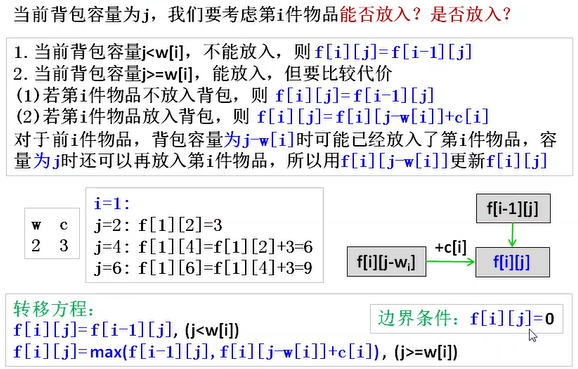 当前背包容量为j，我们要考虑第i件物品能否放入？是否放入？
1. 当前背包容量j<w[i]，不能放入，则 f[i][j]=f[i-1][j]
2. 当前背包容量j>=w[i]，能放入，但要比较代价
(1)若第i件物品不放入背包，则 f[i][j]=f[i-1][j]
(2)若第i件物品放入背包，则 f[i][j]=f[i][j-w[i]]+c[i]
对于前i件物品，背包容量为j-w[i]时可能已经放入了第i件物品，容
量为j时还可以再放入第i件物品，所以用f[i][j-w[i]]更新f[i][j]
w c
2 3
i=1:
j=2: f[1][2]=3
j=4: f[1][4]=f[1][2]+3=6
j=6: f[1][6]=f[1][4]+3=9
f[i-1][j]
+c[i]
f[i][j-wi]
f[i][j]
转移方程：
f[i][j]=f[i-1][j], (j<w[i])
f[i][j]=max(f[i-1][j],f[i][j-w[i]]+c[i]), (j>=w[i])
边界条件：f[i][j]=0